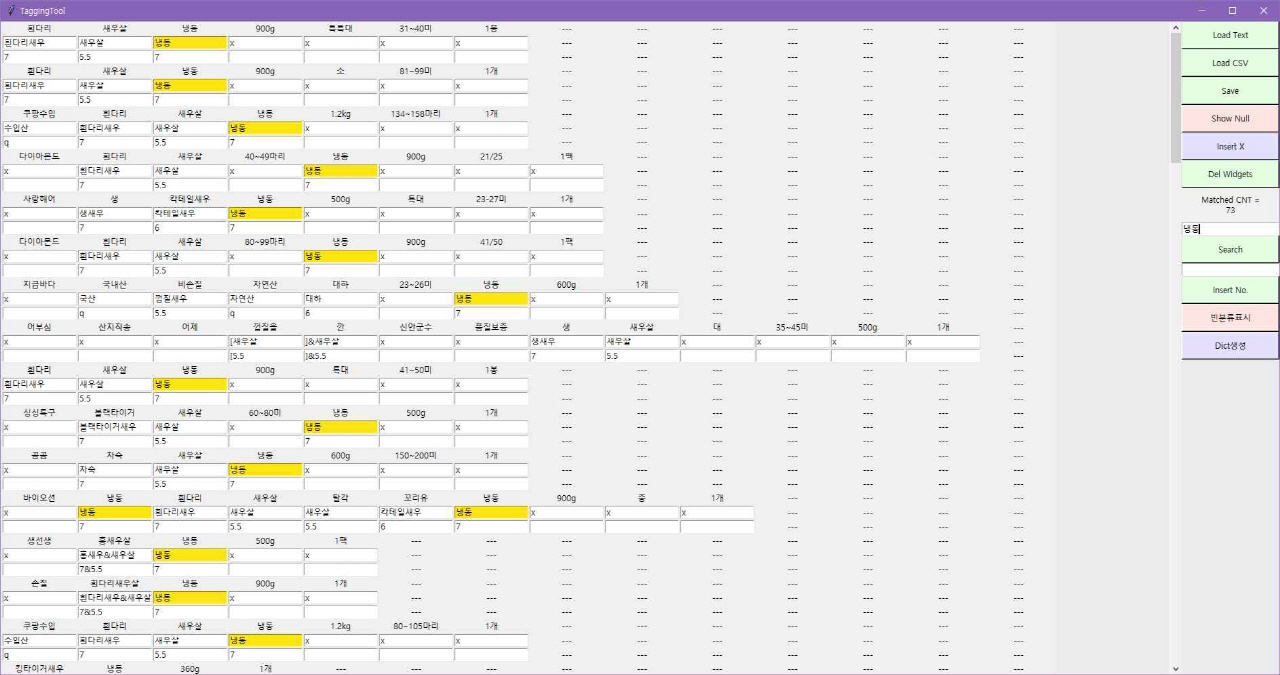 TaggingTool
흰다리 새우살 냉동 900g 특특대 31~40미 1봉 --- --- --- --- --- --- ---
흰다리새우 새우살 냉동 x x x x --- --- --- --- --- --- ---
7 5.5 7 --- --- --- --- --- --- ---
흰다리 새우살 냉동 900g 소 81~99미 1개 --- --- --- --- --- --- ---
흰다리새우 새우살 냉동 x x x x --- --- --- --- --- --- ---
7 5.5 7 --- --- --- --- --- --- ---
쿠팡수입 흰다리 새우살 냉동 1.2kg 134~158마리 1개 --- --- --- --- --- --- ---
수입산 흰다리새우 새우살 냉동 x x x --- --- --- --- --- --- ---
q 7 5.5 7 --- --- --- --- --- --- ---
다이아몬드 흰다리 새우살 40~49마리 냉동 900g 21/25 1팩 --- --- --- --- --- ---
x 흰다리새우 새우살 x 냉동 x x x --- --- --- --- --- ---
7 5.5 7 --- --- --- --- --- ---
사랑해어 생 칵테일새우 냉동 500g 특대 23-27미 1개 --- --- --- --- --- ---
x 생새우 칵테일새우 냉동 x x x x --- --- --- --- --- ---
7 6 7 --- --- --- --- --- ---
다이아몬드 흰다리 새우살 80~99마리 냉동 900g 41/50 1팩 --- --- --- --- --- ---
x 흰다리새우 새우살 x 냉동 x x x --- --- --- --- --- ---
7 5.5 7 --- --- --- --- --- ---
지금바다 국내산 비손질 자연산 대하 23~26미 냉동 600g 1개 --- --- --- --- ---
x 국산 껍질새우 자연산 대하 x 냉동 x x --- --- --- --- ---
q 5.5 q 6 7 --- --- --- --- ---
어부심 산지직송 어제 껍질을 깐 신안군수 품질보증 생 새우살 대 35~45미 500g 1개 ---
x x x [새우살 ]&새우살 x x 생새우 새우살 x x x x ---
[5.5 ]&5.5 7 5.5 ---
흰다리 새우살 냉동 900g 특대 41~50미 1봉 --- --- --- --- --- --- ---
흰다리새우 새우살 냉동 x x x x --- --- --- --- --- --- ---
7 5.5 7 --- --- --- --- --- --- ---
싱싱특구 블랙타이거 새우살 60~80미 냉동 500g 1개 --- --- --- --- --- --- ---
x 블랙타이거새우 새우살 x 냉동 x x --- --- --- --- --- --- ---
7 5.5 7 --- --- --- --- --- --- ---
곰곰 자숙 새우살 냉동 600g 150~200미 1개 --- --- --- --- --- --- ---
x 자숙 새우살 냉동 x x x --- --- --- --- --- --- ---
7 5.5 7 --- --- --- --- --- --- ---
바이오션 냉동 흰다리 새우살 탈각 꼬리유 냉동 900g 중 1개 --- --- --- ---
x 냉동 흰다리새우 새우살 새우살 칵테일새우 냉동 x x x --- --- --- ---
7 7 5.5 5.5 6 7 --- --- --- ---
생선생 홍새우살 냉동 500g 1팩 --- --- --- --- --- --- --- --- ---
x 홍새우&새우살 냉동 x x --- --- --- --- --- --- --- --- ---
7&5.5 7 --- --- --- --- --- --- --- --- ---
손질 흰다리새우살 냉동 900g 1개 --- --- --- --- --- --- --- --- ---
x 흰다리새우&새우살 냉동 x x --- --- --- --- --- --- --- --- ---
7&5.5 7 --- --- --- --- --- --- --- --- ---
쿠팡수입 흰다리 새우살 냉동 1.2kg 80~105마리 1개 --- --- --- --- --- --- ---
수입산 흰다리새우 새우살 냉동 x x x --- --- --- --- --- --- ---
q 7 5.5 7 --- --- --- --- --- --- ---
킹타이거새우 냉동 360g 1개 --- --- --- --- --- --- --- --- --- ---
Load Text
Load CSV
Save
Show Null
Insert X
Del Widgets
Matched CNT =
73
냉동
Search
Insert No.
빈분류표시
Dict생성